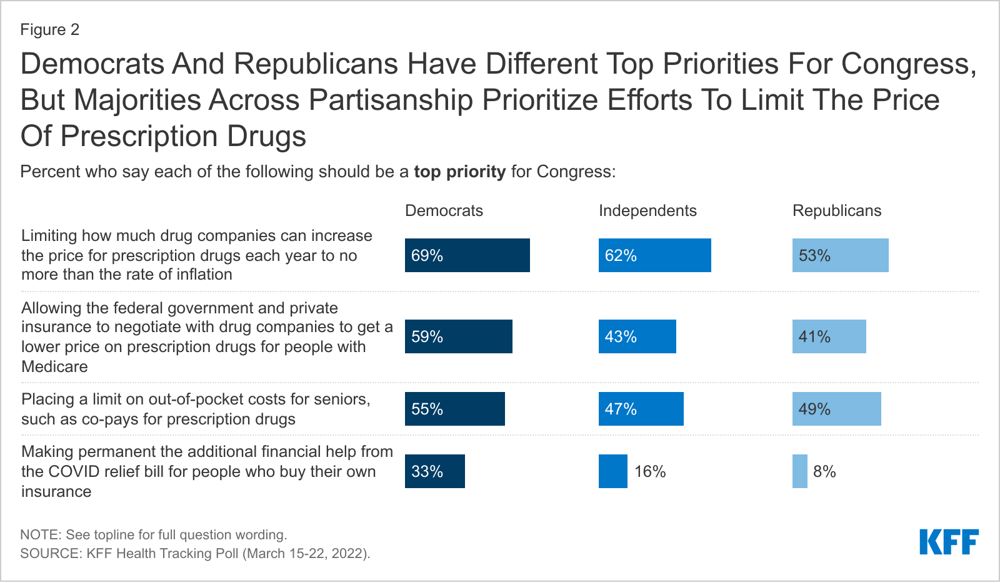 Figure 2
Democrats And Republicans Have Different Top Priorities For Congress,
But Majorities Across Partisanship Prioritize Efforts To Limit The Price
Of Prescription Drugs
Percent who say each of the following should be a top priority for Congress:
Democrats Independents Republicans
Limiting how much drug companies can increase
the price for prescription drugs each year to no
more than the rate of inflation
69% 62% 53%
Allowing the federal government and private
insurance to negotiate with drug companies to get a
lower price on prescription drugs for people with
Medicare
59% 43% 41%
Placing a limit on out-of-pocket costs for seniors,
such as co-pays for prescription drugs
55% 47% 49%
Making permanent the additional financial help from
the COVID relief bill for people who buy their own
insurance
33% 16% 8%
NOTE: See topline for full question wording.
SOURCE: KFF Health Tracking Poll (March 15-22, 2022).
KFF